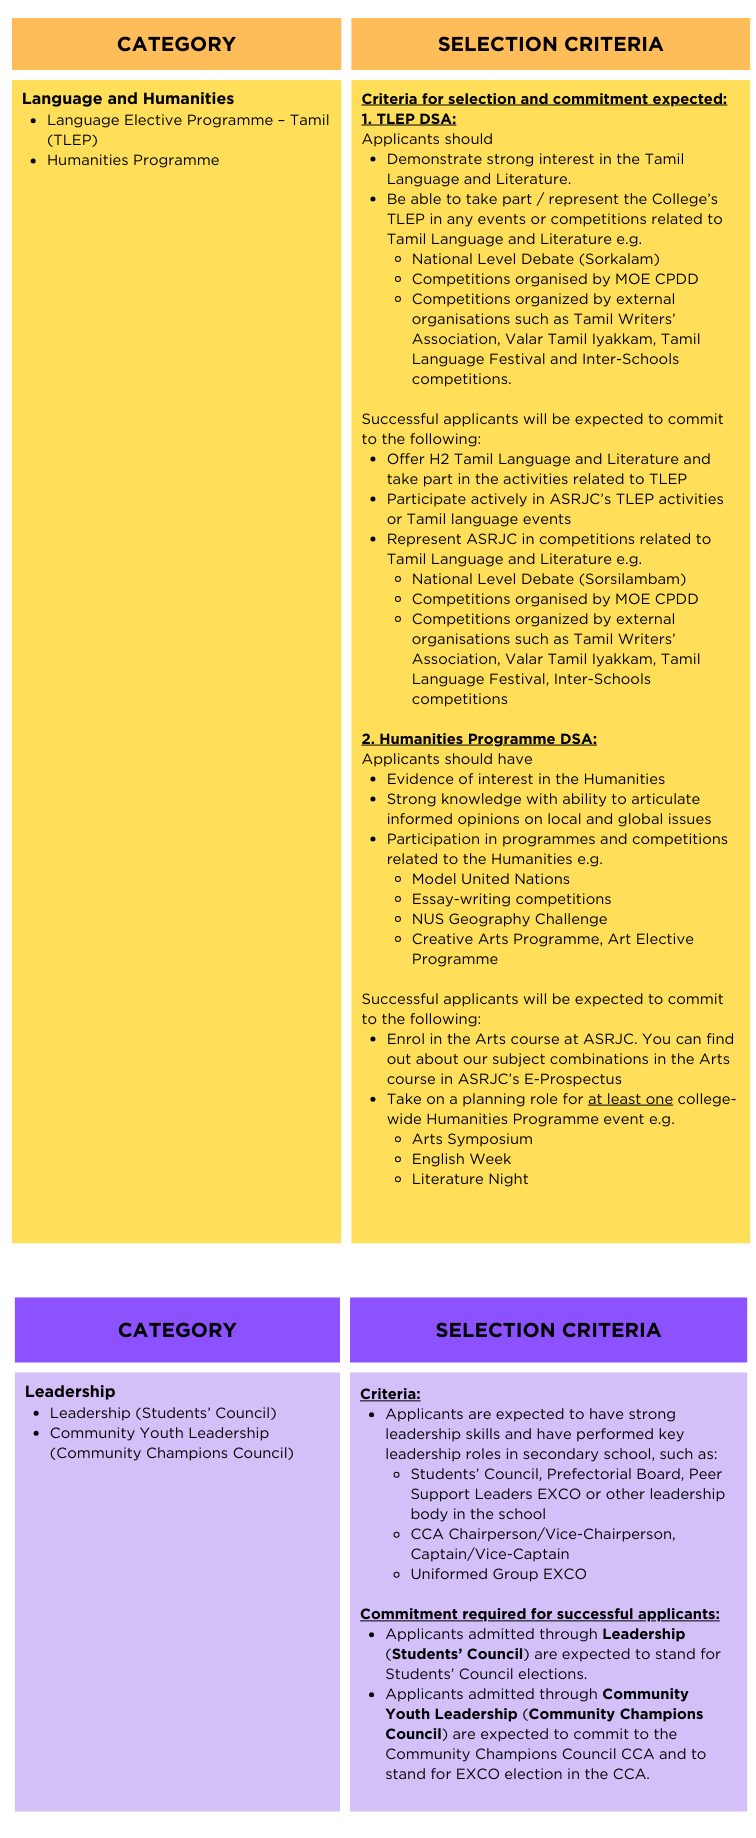 CATEGORY
SELECTION CRITERIA
Language and Humanities
• Language Elective Programme – Tamil
(TLEP)
• Humanities Programme
Criteria for selection and commitment expected:
1. TLEP DSA:
Applicants should
• Demonstrate strong interest in the Tamil
Language and Literature.
• Be able to take part / represent the College’s
TLEP in any events or competitions related to
Tamil Language and Literature e.g.
◦ National Level Debate (Sorkalam)
◦ Competitions organised by MOE CPDD
◦ Competitions organized by external
organisations such as Tamil Writers’
Association, Valar Tamil Iyakkam, Tamil
Language Festival and Inter-Schools
competitions.
Successful applicants will be expected to commit
to the following:
• Offer H2 Tamil Language and Literature and
take part in the activities related to TLEP
• Participate actively in ASRJC’s TLEP activities
or Tamil language events
• Represent ASRJC in competitions related to
Tamil Language and Literature e.g.
◦ National Level Debate (Sorsilambam)
◦ Competitions organised by MOE CPDD
◦ Competitions organized by external
organisations such as Tamil Writers’
Association, Valar Tamil Iyakkam, Tamil
Language Festival, Inter-Schools
competitions
2. Humanities Programme DSA:
Applicants should have
• Evidence of interest in the Humanities
• Strong knowledge with ability to articulate
informed opinions on local and global issues
• Participation in programmes and competitions
related to the Humanities e.g.
◦ Model United Nations
◦ Essay-writing competitions
◦ NUS Geography Challenge
◦ Creative Arts Programme, Art Elective
Programme
Successful applicants will be expected to commit
to the following:
• Enrol in the Arts course at ASRJC. You can find
out about our subject combinations in the Arts
course in ASRJC’s E-Prospectus
• Take on a planning role for at least one college-
wide Humanities Programme event e.g.
◦ Arts Symposium
◦ English Week
◦ Literature Night
CATEGORY
SELECTION CRITERIA
Leadership
• Leadership (Students’ Council)
• Community Youth Leadership
(Community Champions Council)
Criteria:
• Applicants are expected to have strong
leadership skills and have performed key
leadership roles in secondary school, such as:
◦ Students’ Council, Prefectorial Board, Peer
Support Leaders EXCO or other leadership
body in the school
◦ CCA Chairperson/Vice-Chairperson,
Captain/Vice-Captain
◦ Uniformed Group EXCO
Commitment required for successful applicants:
• Applicants admitted through Leadership
(Students’ Council) are expected to stand for
Students’ Council elections.
• Applicants admitted through Community
Youth Leadership (Community Champions
Council) are expected to commit to the
Community Champions Council CCA and to
stand for EXCO election in the CCA.